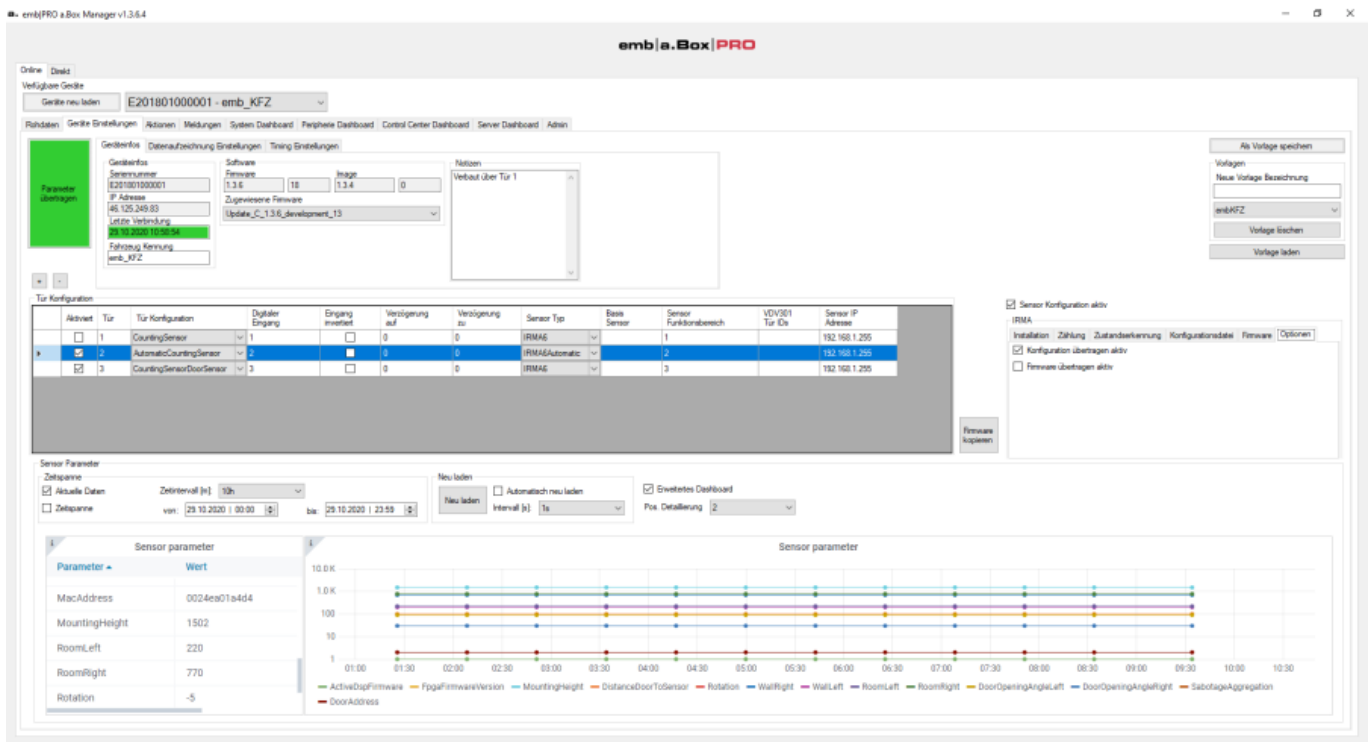 emb|PRO a.Box Manager v1.3.6.4
emb|a.Box|PRO
Online Direkt
Verfügbare Geräte
Geräte neu laden E201801000001 - emb_KFZ
Rohdaten Geräte Einstellungen Aktionen Meldungen System Dashboard Peripherie Dashboard Control Center Dashboard Server Dashboard Admin
Parameter übertragen
Geräteinfos Datenaufzeichnung Einstellungen Timing Einstellungen
Geräteinfos
Seriennummer
E201801000001
IP Adresse
46.125.249.83
Letzte Verbindung
29.10.2020 10:50:54
Fahrzeug Kennung
emb_KFZ
Software
Firmware Image
1.3.6 18 1.3.4 0
Zugewiesene Firmware
Update_C_1.3.6_development_13
Notizen
Verbaut über Tür 1
Als Vorlage speichern
Vorlagen
Neue Vorlage Bezeichnung
embKFZ
Vorlage löschen
Vorlage laden
+ -
Tür Konfiguration
Aktiviert Tür Tür Konfiguration Digitaler Eingang Eingang invertiert Verzögerung auf Verzögerung zu Sensor Typ Basis Sensor Sensor Funktionsbereich VDV301 Tür IDs Sensor IP Adresse
1 CountingSensor 1 0 0 IRMA6 1 192.168.1.255
2 AutomaticCountingSensor 2 0 0 IRMA6Automatic 2 192.168.1.255
3 CountingSensorDoorSensor 3 0 0 IRMA6 3 192.168.1.255
Firmware kopieren
Sensor Konfiguration aktiv
IRMA
Installation Zählung Zustandserkennung Konfigurationsdatei Firmware Optionen
Konfiguration übertragen aktiv
Firmware übertragen aktiv
Sensor Parameter
Zeitspanne
Aktuelle Daten Zeitintervall [x]: 10h
Zeitspanne von: 29.10.2020 | 00:00 bis: 29.10.2020 | 23:59
Neu laden
Neu laden Automatisch neu laden
Intervall [s]: 1s
Erweitertes Dashboard
Pos. Detaillierung 2
Sensor parameter
Parameter Wert
MacAddress 0024ea01a4d4
MountingHeight 1502
RoomLeft 220
RoomRight 770
Rotation -5
Sensor parameter
10.0 K
1.0 K
100
10
1
01:00 01:30 02:00 02:30 03:00 03:30 04:00 04:30 05:00 05:30 06:00 06:30 07:00 07:30 08:00 08:30 09:00 09:30 10:00 10:30
ActiveDspFirmware FpgaFirmwareVersion MountingHeight DistanceDoorToSensor Rotation WallRight WallLeft RoomLeft RoomRight DoorOpeningAngleLeft DoorOpeningAngleRight SabotageAggregation
DoorAddress